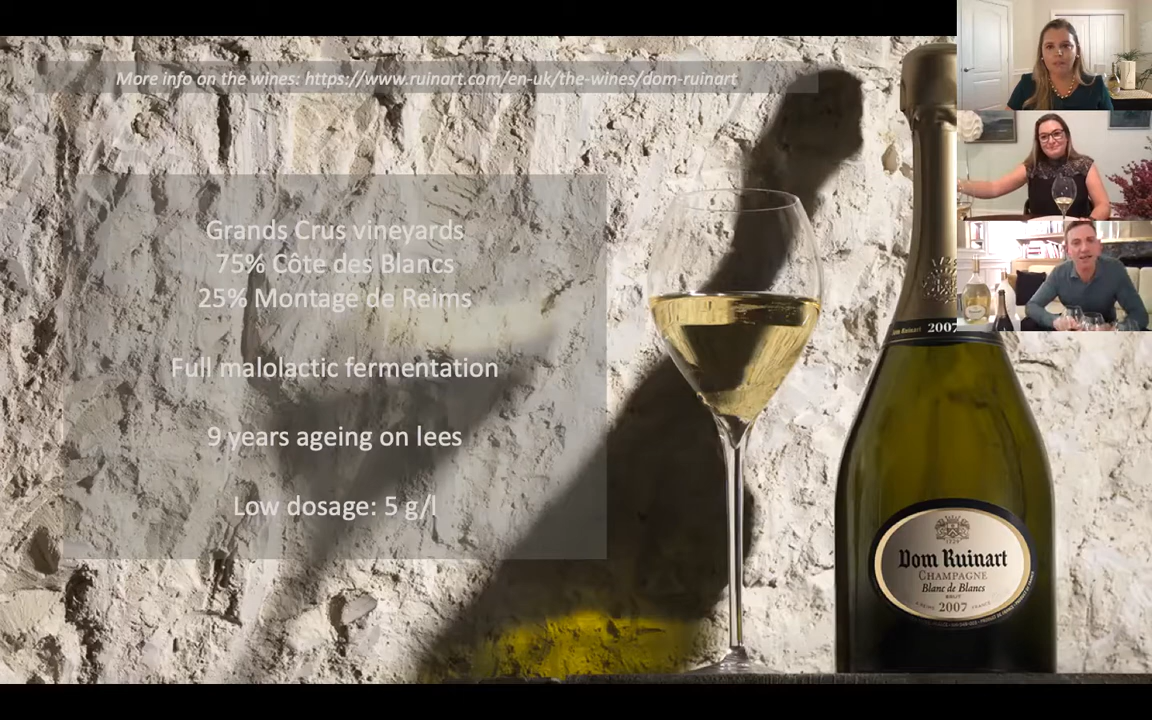 More info on the wines: https://www.ruinart.com/en-uk/the-wines/dom-ruinart
Grands Crus vineyards
75% Côte des Blancs
25% Montage de Reims
Full malolactic fermentation
9 years ageing on lees
Low dosage: 5 g/l
Dom Ruinart 2007
Dom Ruinart
CHAMPAGNE
Blanc de Blancs
BRUT
2007